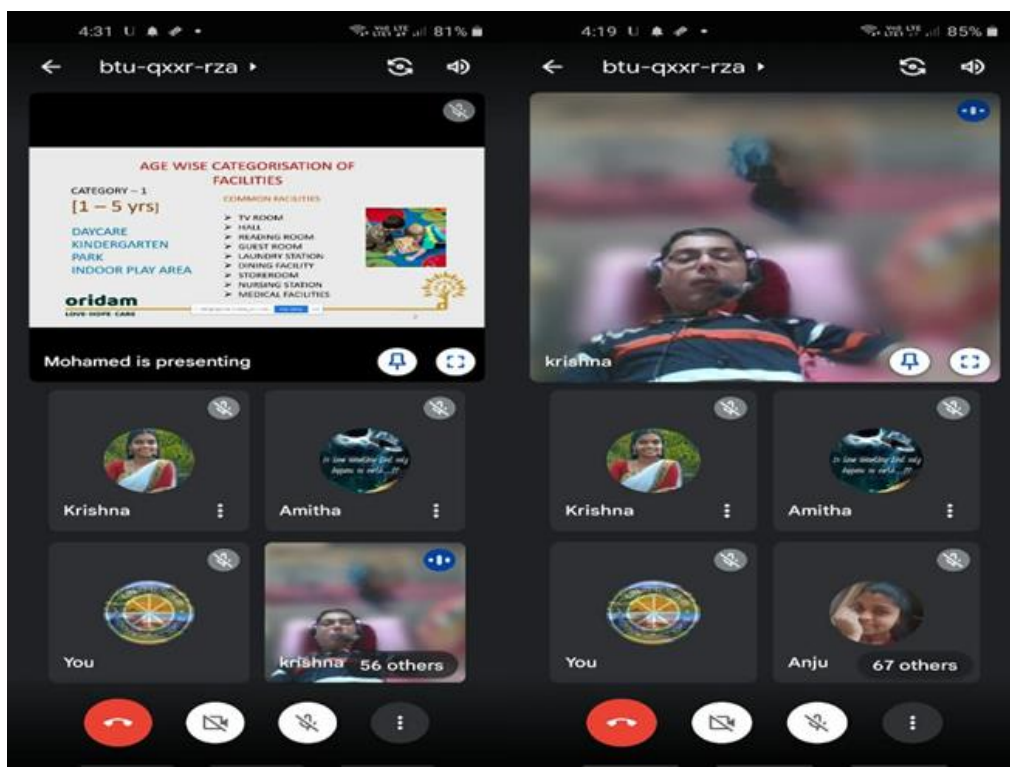 4:31
81%
btu-qxxr-rza
AGE WISE CATEGORISATION OF
FACILITIES
CATEGORY – 1
[1 – 5 yrs]
DAYCARE
KINDERGARTEN
PARK
INDOOR PLAY AREA
COMMON FACILITIES
➢ TV ROOM
➢ HALL
➢ READING ROOM
➢ GUEST ROOM
➢ LAUNDRY STATION
➢ DINING FACILITY
➢ STOREROOM
➢ NURSING STATION
➢ MEDICAL FACILITIES
oridam
LOVE·HOPE·CARE
Mohamed is presenting
Krishna
Amitha
You
krishna
56 others
4:19
85%
btu-qxxr-rza
krishna
Krishna
Amitha
You
Anju
67 others